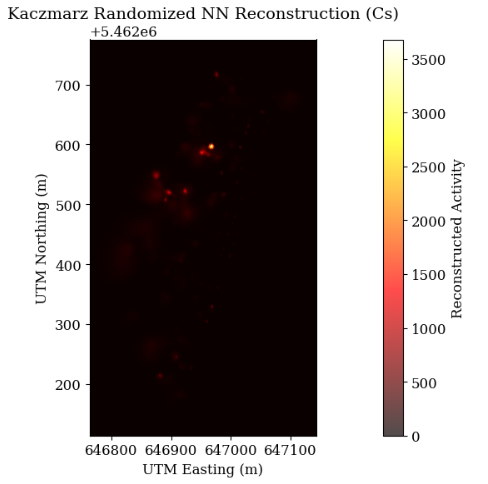 Kaczmarz Randomized NN Reconstruction (Cs)
+5.462e6
700
600
500
400
300
200
UTM Northing (m)
646800 646900 647000 647100
UTM Easting (m)
3500
3000
2500
2000
1500
1000
500
0
Reconstructed Activity